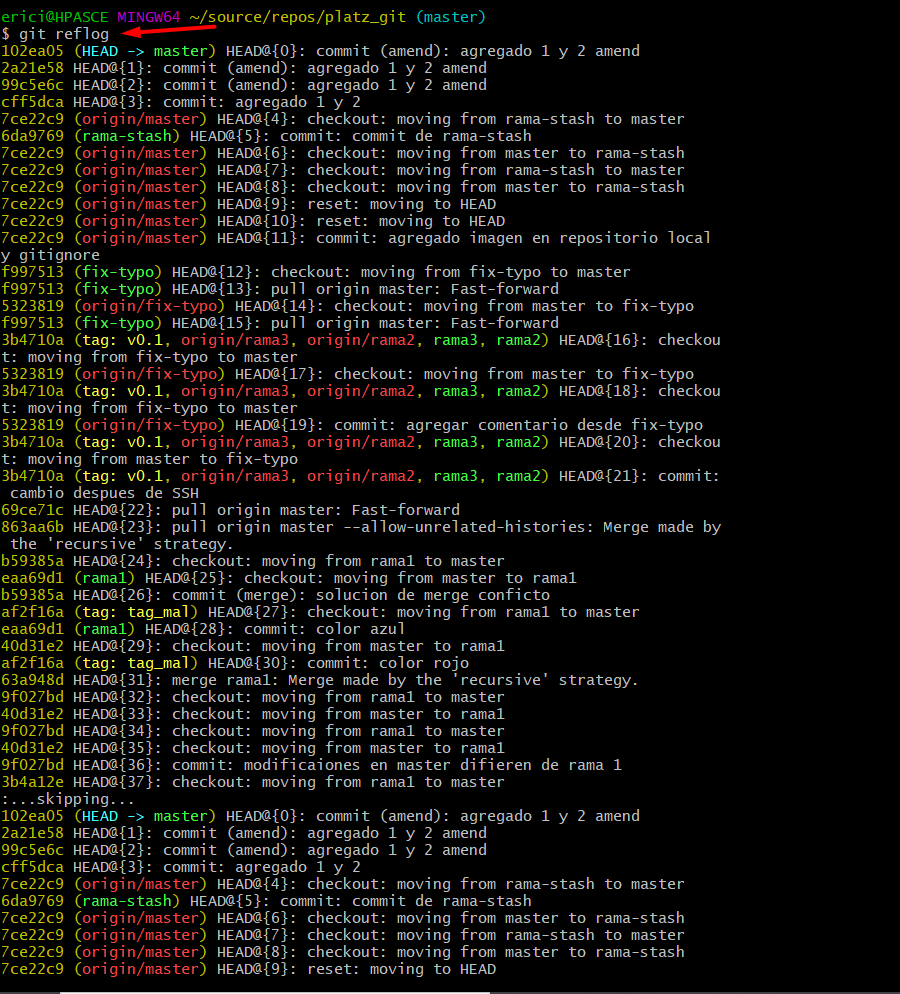 erici@HPASCE MINGW64 ~/source/repos/platz_git (master)
$ git reflog
102ea05 (HEAD -> master) HEAD@{0}: commit (amend): agregado 1 y 2 amend
2a21e58 HEAD@{1}: commit (amend): agregado 1 y 2 amend
99c5e6c HEAD@{2}: commit (amend): agregado 1 y 2 amend
cff5dca HEAD@{3}: commit: agregado 1 y 2
7ce22c9 (origin/master) HEAD@{4}: checkout: moving from rama-stash to master
6da9769 (rama-stash) HEAD@{5}: commit: commit de rama-stash
7ce22c9 (origin/master) HEAD@{6}: checkout: moving from master to rama-stash
7ce22c9 (origin/master) HEAD@{7}: checkout: moving from rama-stash to master
7ce22c9 (origin/master) HEAD@{8}: checkout: moving from master to rama-stash
7ce22c9 (origin/master) HEAD@{9}: reset: moving to HEAD
7ce22c9 (origin/master) HEAD@{10}: reset: moving to HEAD
7ce22c9 (origin/master) HEAD@{11}: commit: agregado imagen en repositorio local
y gitignore
f997513 (fix-typo) HEAD@{12}: checkout: moving from fix-typo to master
f997513 (fix-typo) HEAD@{13}: pull origin master: Fast-forward
5323819 (origin/fix-typo) HEAD@{14}: checkout: moving from master to fix-typo
f997513 (fix-typo) HEAD@{15}: pull origin master: Fast-forward
3b4710a (tag: v0.1, origin/rama3, origin/rama2, rama3, rama2) HEAD@{16}: checkou
t: moving from fix-typo to master
5323819 (origin/fix-typo) HEAD@{17}: checkout: moving from master to fix-typo
3b4710a (tag: v0.1, origin/rama3, origin/rama2, rama3, rama2) HEAD@{18}: checkou
t: moving from fix-typo to master
5323819 (origin/fix-typo) HEAD@{19}: commit: agregar comentario desde fix-typo
3b4710a (tag: v0.1, origin/rama3, origin/rama2, rama3, rama2) HEAD@{20}: checkou
t: moving from master to fix-typo
3b4710a (tag: v0.1, origin/rama3, origin/rama2, rama3, rama2) HEAD@{21}: commit:
 cambio despues de SSH
69ce71c HEAD@{22}: pull origin master: Fast-forward
863aa6b HEAD@{23}: pull origin master --allow-unrelated-histories: Merge made by
 the 'recursive' strategy.
b59385a HEAD@{24}: checkout: moving from rama1 to master
eaa69d1 (rama1) HEAD@{25}: checkout: moving from master to rama1
b59385a HEAD@{26}: commit (merge): solucion de merge conficto
af2f16a (tag: tag_mal) HEAD@{27}: checkout: moving from rama1 to master
eaa69d1 (rama1) HEAD@{28}: commit: color azul
40d31e2 HEAD@{29}: checkout: moving from master to rama1
af2f16a (tag: tag_mal) HEAD@{30}: commit: color rojo
63a948d HEAD@{31}: merge rama1: Merge made by the 'recursive' strategy.
9f027bd HEAD@{32}: checkout: moving from rama1 to master
40d31e2 HEAD@{33}: checkout: moving from master to rama1
9f027bd HEAD@{34}: checkout: moving from rama1 to master
40d31e2 HEAD@{35}: checkout: moving from master to rama1
9f027bd HEAD@{36}: commit: modificaiones en master difieren de rama 1
3b4a12e HEAD@{37}: checkout: moving from rama1 to master
:...skipping...
102ea05 (HEAD -> master) HEAD@{0}: commit (amend): agregado 1 y 2 amend
2a21e58 HEAD@{1}: commit (amend): agregado 1 y 2 amend
99c5e6c HEAD@{2}: commit (amend): agregado 1 y 2 amend
cff5dca HEAD@{3}: commit: agregado 1 y 2
7ce22c9 (origin/master) HEAD@{4}: checkout: moving from rama-stash to master
6da9769 (rama-stash) HEAD@{5}: commit: commit de rama-stash
7ce22c9 (origin/master) HEAD@{6}: checkout: moving from master to rama-stash
7ce22c9 (origin/master) HEAD@{7}: checkout: moving from rama-stash to master
7ce22c9 (origin/master) HEAD@{8}: checkout: moving from master to rama-stash
7ce22c9 (origin/master) HEAD@{9}: reset: moving to HEAD